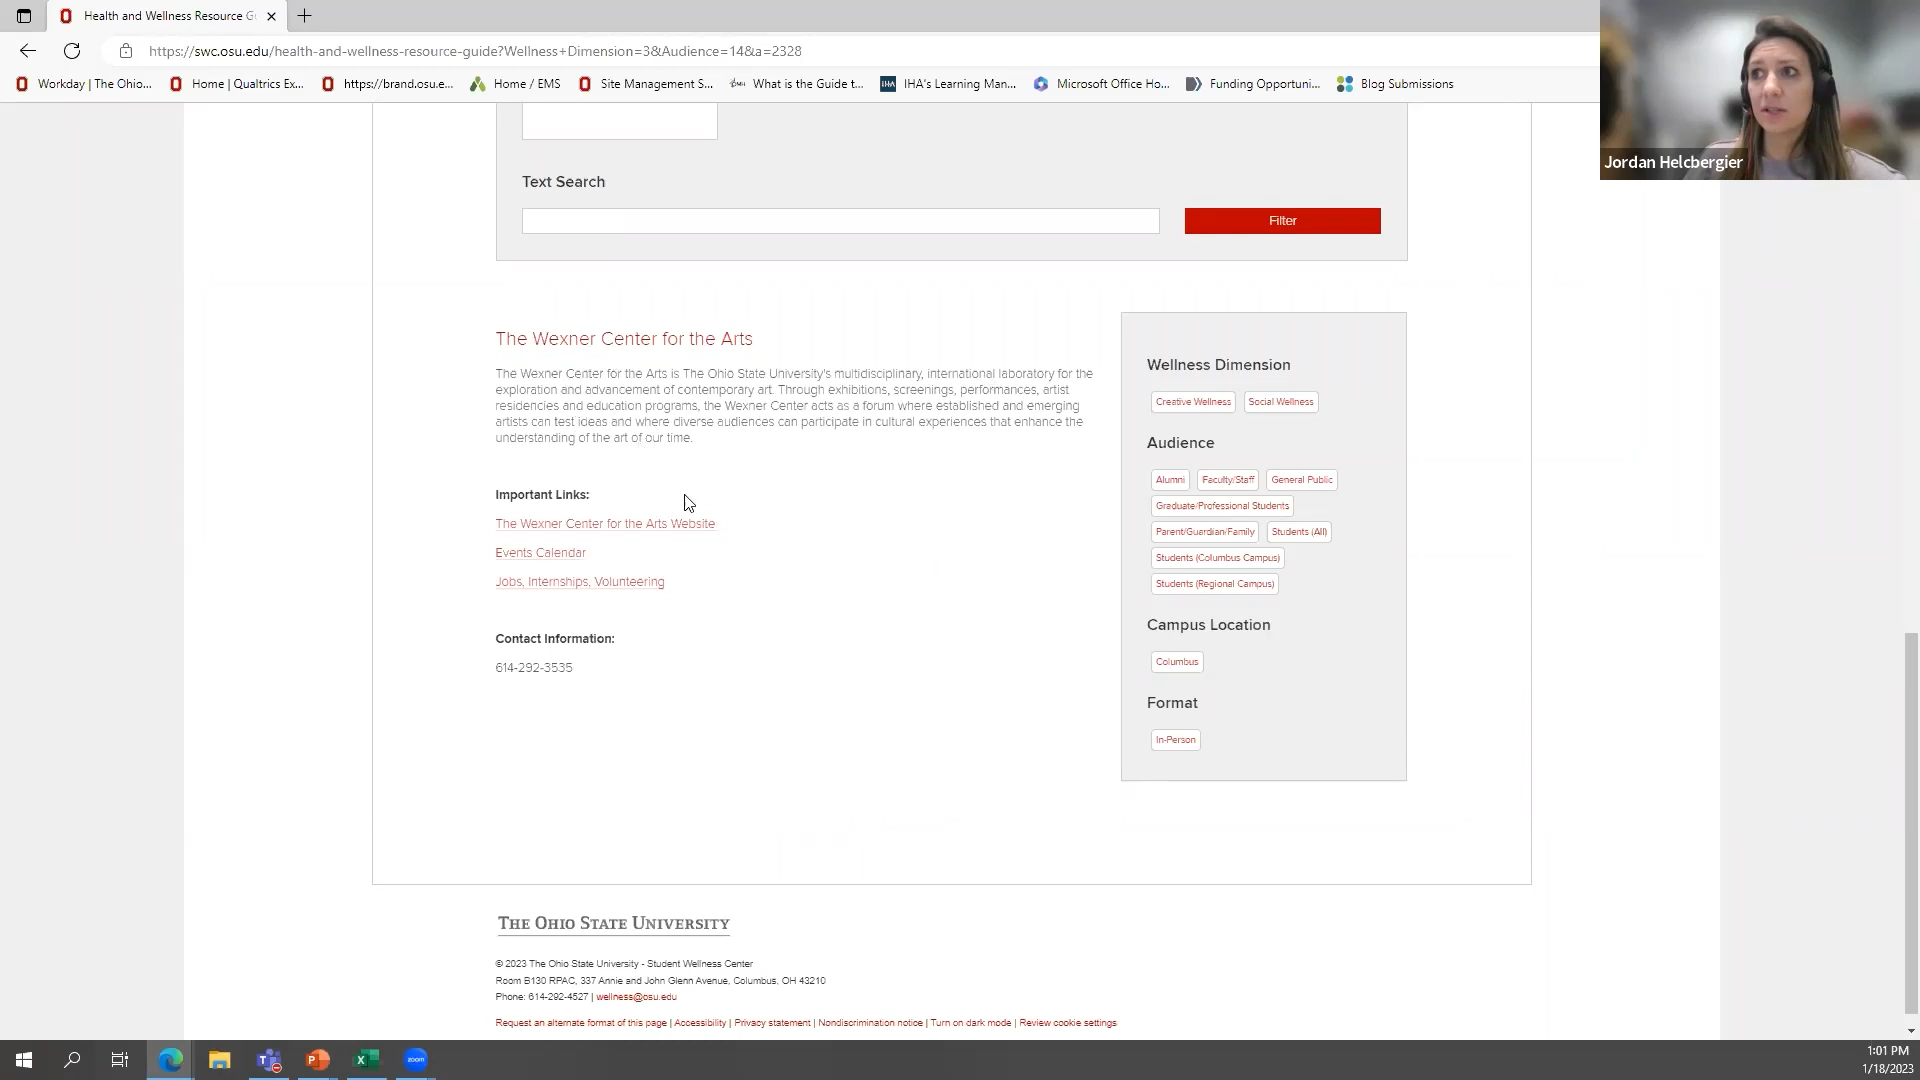 Health and Wellness Resource G
https://swc.osu.edu/health-and-wellness-resource-guide?Wellness+Dimension=3&Audience=14&a=2328
Workday | The Ohio... Home | Qualtrics Ex... https://brand.osu.e... Home / EMS Site Management S... What is the Guide t... IHA IHA's Learning Man... Microsoft Office Ho... Funding Opportuni... Blog Submissions
Jordan Helcbergier
Text Search
Filter
The Wexner Center for the Arts
The Wexner Center for the Arts is The Ohio State University's multidisciplinary, international laboratory for the
exploration and advancement of contemporary art. Through exhibitions, screenings, performances, artist
residencies and education programs, the Wexner Center acts as a forum where established and emerging
artists can test ideas and where diverse audiences can participate in cultural experiences that enhance the
understanding of the art of our time.
Important Links:
The Wexner Center for the Arts Website
Events Calendar
Jobs, Internships, Volunteering
Contact Information:
614-292-3535
Wellness Dimension
Creative Wellness Social Wellness
Audience
Alumni Faculty/Staff General Public
Graduate/Professional Students
Parent/Guardian/Family Students (All)
Students (Columbus Campus)
Students (Regional Campus)
Campus Location
Columbus
Format
In-Person
THE OHIO STATE UNIVERSITY
© 2023 The Ohio State University - Student Wellness Center
Room B130 RPAC, 337 Annie and John Glenn Avenue, Columbus, OH 43210
Phone: 614-292-4527 | wellness@osu.edu
Request an alternate format of this page | Accessibility | Privacy statement | Nondiscrimination notice | Turn on dark mode | Review cookie settings
zoom
1:01 PM
1/18/2023